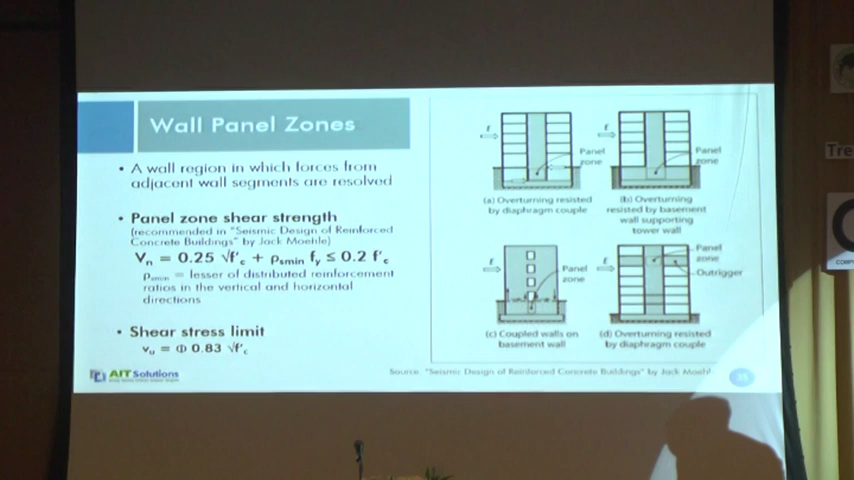 Wall Panel Zones
• A wall region in which forces from
adjacent wall segments are resolved
• Panel zone shear strength
(recommended in "Seismic Design of Reinforced
Concrete Buildings" by Jack Moehle)
Vn = 0.25 √f'c + ρsmin fy ≤ 0.2 f'c
ρsmin = lesser of distributed reinforcement
ratios in the vertical and horizontal
directions
• Shear stress limit
vu = Φ 0.83 √f'c
AIT Solutions
Panel
zone
(a) Overturning resisted
by diaphragm couple
Panel
zone
(b) Overturning
resisted by basement
wall supporting
tower wall
Panel
zone
(c) Coupled walls on
basement wall
Panel
zone
Outrigger
(d) Overturning resisted
by diaphragm couple
Source: "Seismic Design of Reinforced Concrete Buildings" by Jack Moehl
35
Tre